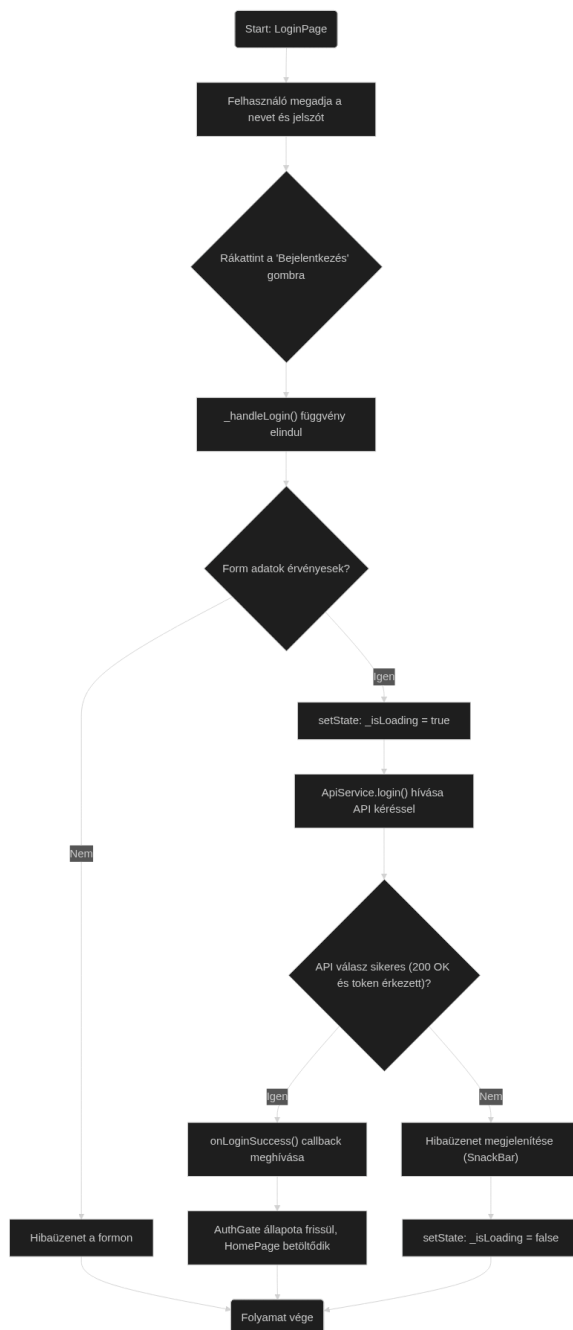 Start: LoginPage
Felhasználó megadja a
nevet és jelszót
Rákattint a 'Bejelentkezés'
gombra
_handleLogin() függvény
elindul
Form adatok érvényesek?
Igen
setState: _isLoading = true
ApiService.login() hívása
API kéréssel
Nem
API válasz sikeres (200 OK
és token érkezett)?
Igen
Nem
onLoginSuccess() callback
meghívása
Hibaüzenet megjelenítése
(SnackBar)
Hibaüzenet a formon
AuthGate állapota frissül,
HomePage betöltődik
setState: _isLoading = false
Folyamat vége